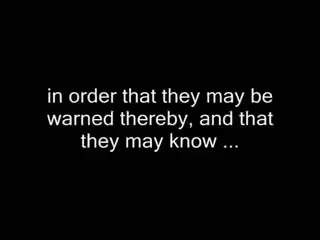 in order that they may be
warned thereby, and that
they may know ...